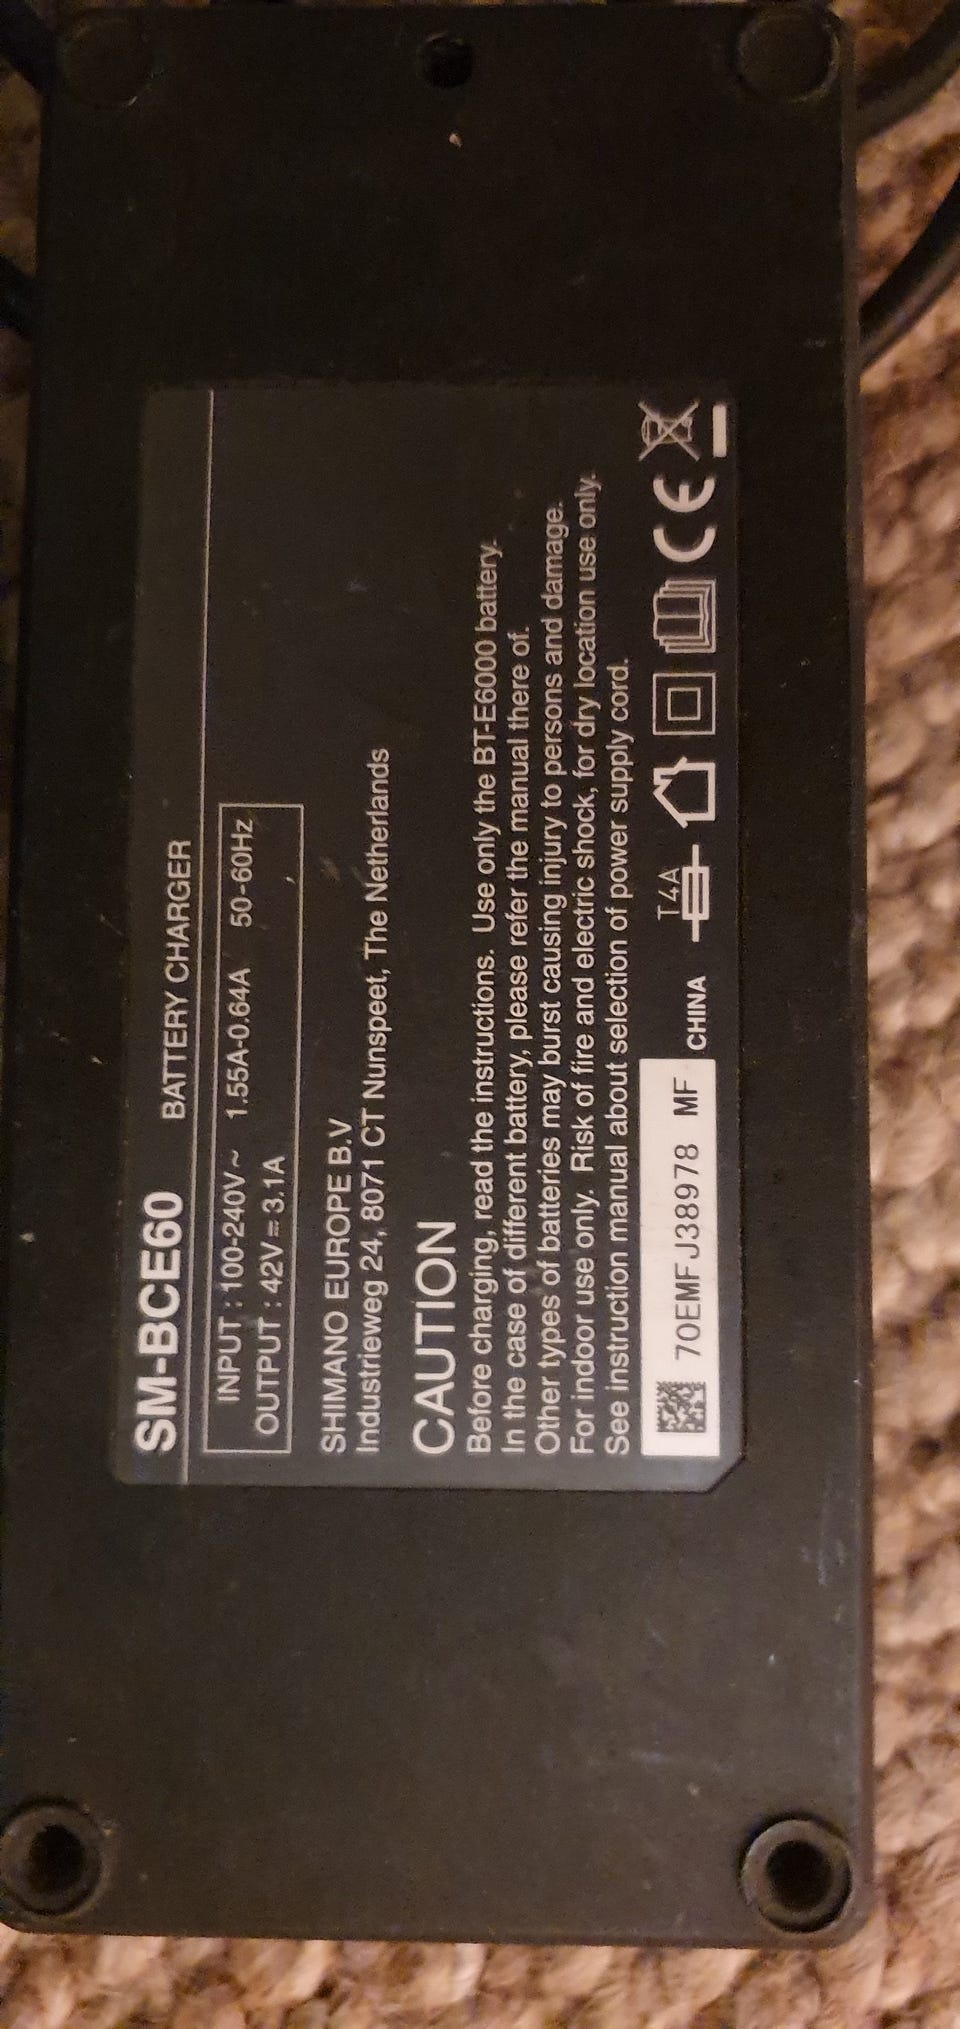 SM-BCE60 BATTERY CHARGER
INPUT : 100-240V~ 1.55A-0.64A 50-60Hz
OUTPUT : 42V = 3.1A
SHIMANO EUROPE B.V
Industrieweg 24, 8071 CT Nunspeet, The Netherlands
CAUTION
Before charging, read the instructions. Use only the BT-E6000 battery.
In the case of different battery, please refer the manual there of.
Other types of batteries may burst causing injury to persons and damage.
For indoor use only. Risk of fire and electric shock, for dry location use only.
See instruction manual about selection of power supply cord.
70EMFJ38978 MF CHINA T4A CE